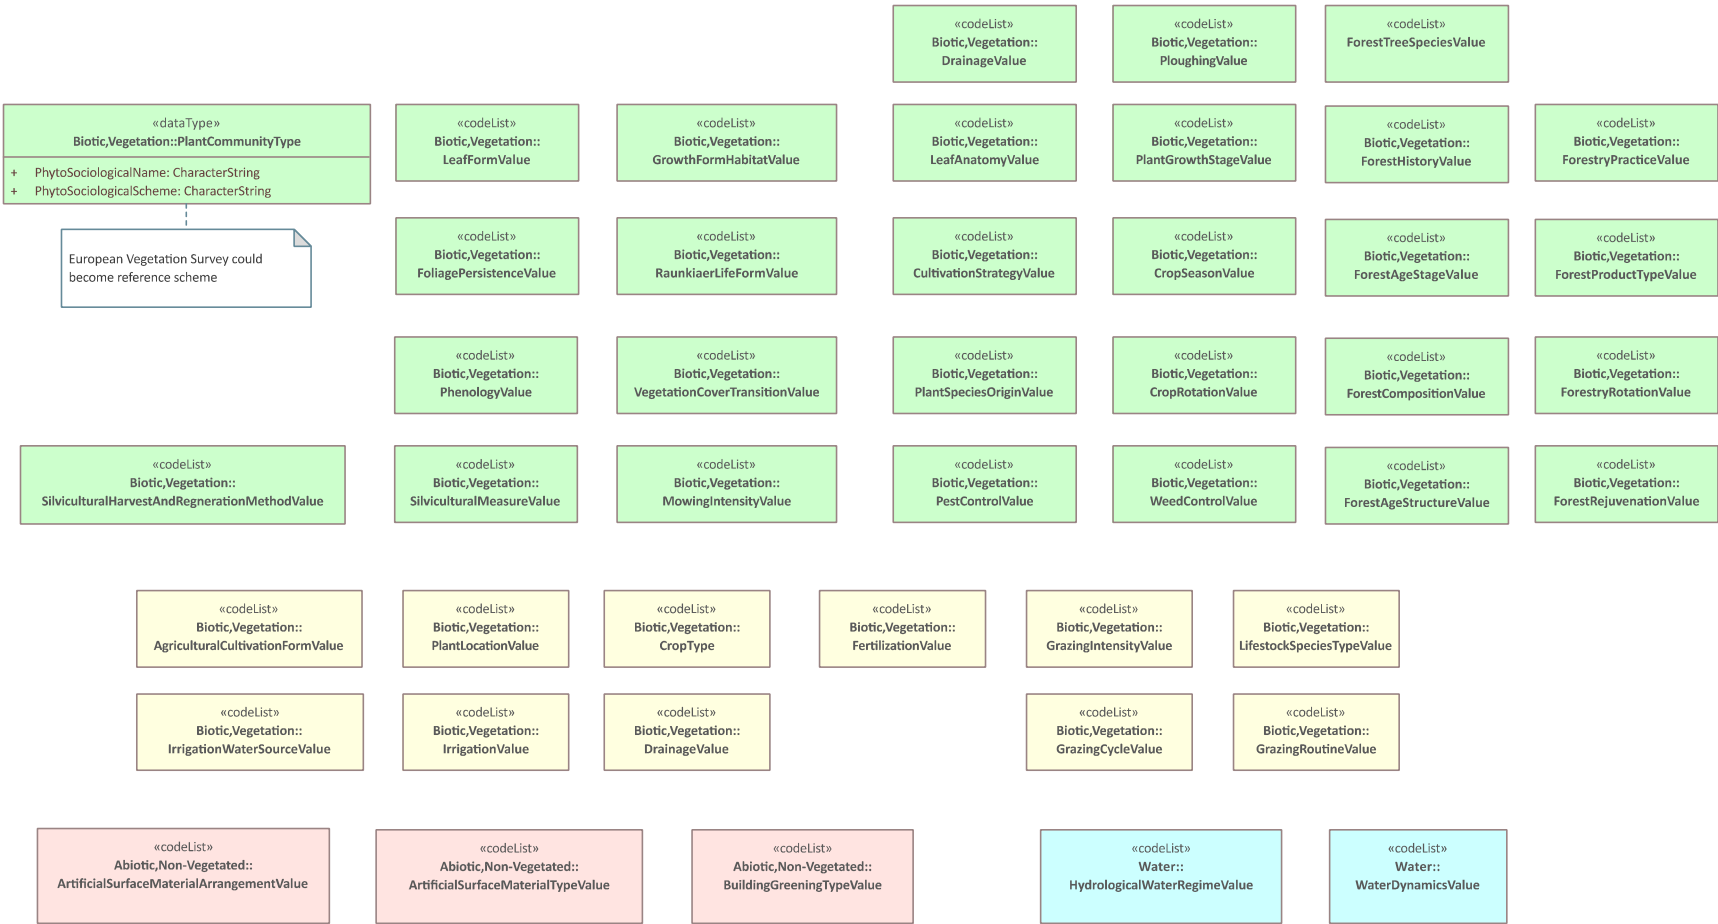 «codeList»
Biotic,Vegetation::
DrainageValue
«codeList»
Biotic,Vegetation::
PloughingValue
«codeList»
ForestTreeSpeciesValue
«dataType»
Biotic,Vegetation::PlantCommunityType
+ PhytoSociologicalName: CharacterString
+ PhytoSociologicalScheme: CharacterString
«codeList»
Biotic,Vegetation::
LeafFormValue
«codeList»
Biotic,Vegetation::
GrowthFormHabitatValue
«codeList»
Biotic,Vegetation::
LeafAnatomyValue
«codeList»
Biotic,Vegetation::
PlantGrowthStageValue
«codeList»
Biotic,Vegetation::
ForestHistoryValue
«codeList»
Biotic,Vegetation::
ForestryPracticeValue
European Vegetation Survey could
become reference scheme
«codeList»
Biotic,Vegetation::
FoliagePersistenceValue
«codeList»
Biotic,Vegetation::
RaunkiaerLifeFormValue
«codeList»
Biotic,Vegetation::
CultivationStrategyValue
«codeList»
Biotic,Vegetation::
CropSeasonValue
«codeList»
Biotic,Vegetation::
ForestAgeStageValue
«codeList»
Biotic,Vegetation::
ForestProductTypeValue
«codeList»
Biotic,Vegetation::
PhenologyValue
«codeList»
Biotic,Vegetation::
VegetationCoverTransitionValue
«codeList»
Biotic,Vegetation::
PlantSpeciesOriginValue
«codeList»
Biotic,Vegetation::
CropRotationValue
«codeList»
Biotic,Vegetation::
ForestCompositionValue
«codeList»
Biotic,Vegetation::
ForestryRotationValue
«codeList»
Biotic,Vegetation::
SilviculturalHarvestAndRegnerationMethodValue
«codeList»
Biotic,Vegetation::
SilviculturalMeasureValue
«codeList»
Biotic,Vegetation::
MowingIntensityValue
«codeList»
Biotic,Vegetation::
PestControlValue
«codeList»
Biotic,Vegetation::
WeedControlValue
«codeList»
Biotic,Vegetation::
ForestAgeStructureValue
«codeList»
Biotic,Vegetation::
ForestRejuvenationValue
«codeList»
Biotic,Vegetation::
AgriculturalCultivationFormValue
«codeList»
Biotic,Vegetation::
PlantLocationValue
«codeList»
Biotic,Vegetation::
CropType
«codeList»
Biotic,Vegetation::
FertilizationValue
«codeList»
Biotic,Vegetation::
GrazingIntensityValue
«codeList»
Biotic,Vegetation::
LifestockSpeciesTypeValue
«codeList»
Biotic,Vegetation::
IrrigationWaterSourceValue
«codeList»
Biotic,Vegetation::
IrrigationValue
«codeList»
Biotic,Vegetation::
DrainageValue
«codeList»
Biotic,Vegetation::
GrazingCycleValue
«codeList»
Biotic,Vegetation::
GrazingRoutineValue
«codeList»
Abiotic,Non-Vegetated::
ArtificialSurfaceMaterialArrangementValue
«codeList»
Abiotic,Non-Vegetated::
ArtificialSurfaceMaterialTypeValue
«codeList»
Abiotic,Non-Vegetated::
BuildingGreeningTypeValue
«codeList»
Water::
HydrologicalWaterRegimeValue
«codeList»
Water::
WaterDynamicsValue